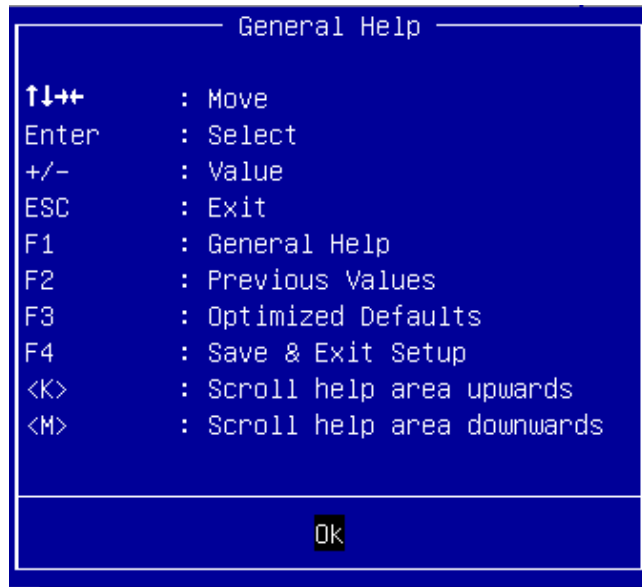 General Help
↑↓→← : Move
Enter : Select
+/- : Value
ESC : Exit
F1 : General Help
F2 : Previous Values
F3 : Optimized Defaults
F4 : Save & Exit Setup
<K> : Scroll help area upwards
<M> : Scroll help area downwards
Ok